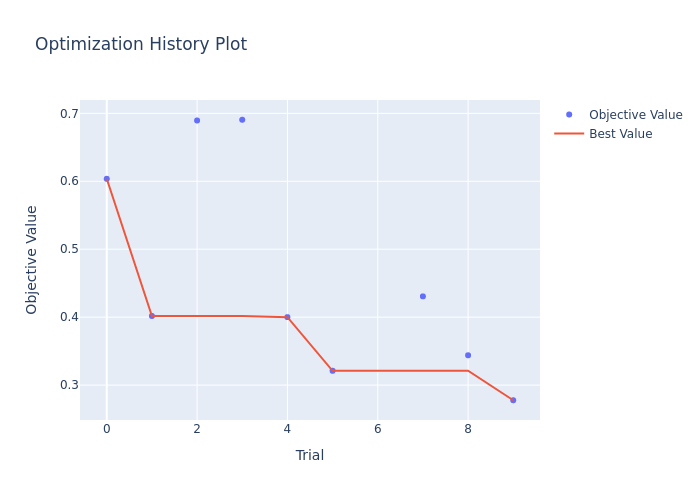 Optimization History Plot
Objective Value
Best Value
0.7
0.6
0.5
0.4
0.3
Objective Value
0
2
4
6
8
Trial